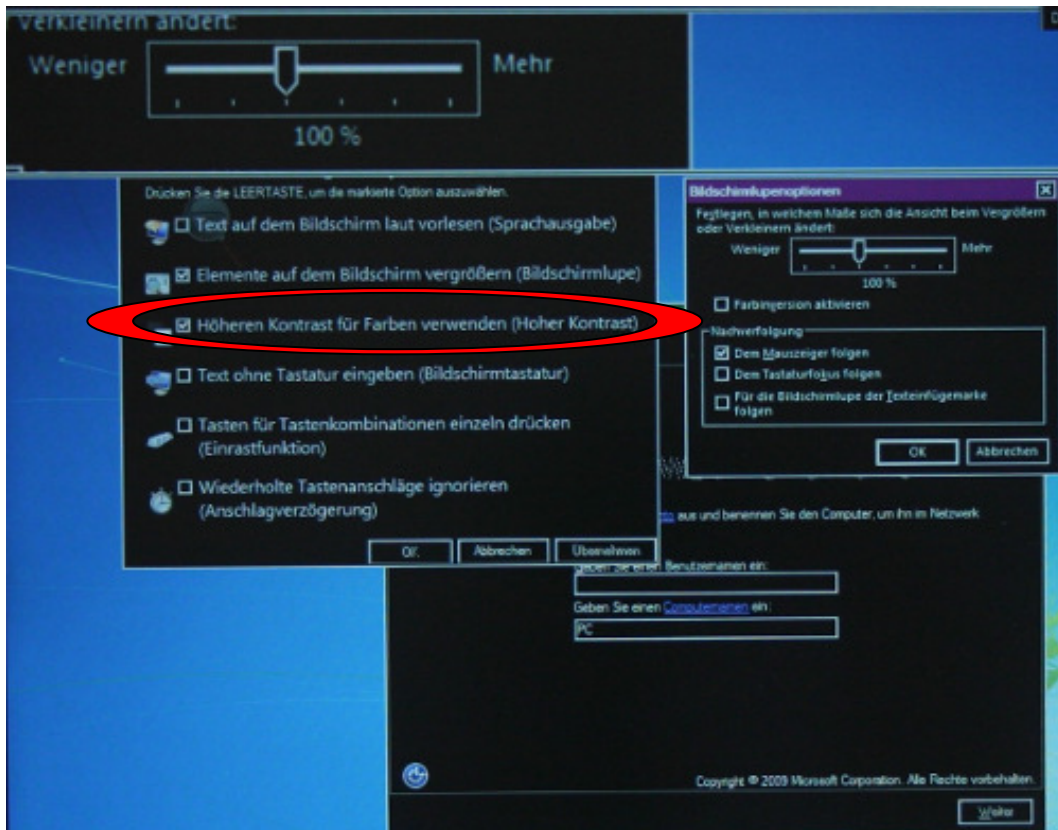 Verkleinern ändert:
Weniger
Mehr
100 %
Drücken Sie die LEERTASTE, um die markierte Option auszuwählen.
Text auf dem Bildschirm laut vorlesen (Sprachausgabe)
Elemente auf dem Bildschirm vergrößern (Bildschirmlupe)
Höheren Kontrast für Farben verwenden (Hoher Kontrast)
Text ohne Tastatur eingeben (Bildschirmtastatur)
Tasten für Tastenkombinationen einzeln drücken
(Einrastfunktion)
Wiederholte Tastenanschläge ignorieren
(Anschlagverzögerung)
OK
Abbrechen
Übernehmen
Bildschirmlupenoptionen
Festlegen, in welchem Maße sich die Ansicht beim Vergrößern
oder Verkleinern ändert:
Weniger
Mehr
100 %
Farbinversion aktivieren
Nachverfolgung
Dem Mauszeiger folgen
Dem Tastaturfokus folgen
Für die Bildschirmlupe der Texteinfügemarke
folgen
OK
Abbrechen
aus und benennen Sie den Computer, um ihn im Netzwerk
Geben Sie einen Benutzernamen ein:
Geben Sie einen Computernamen ein:
PC
Copyright © 2009 Microsoft Corporation. Alle Rechte vorbehalten.
Weiter